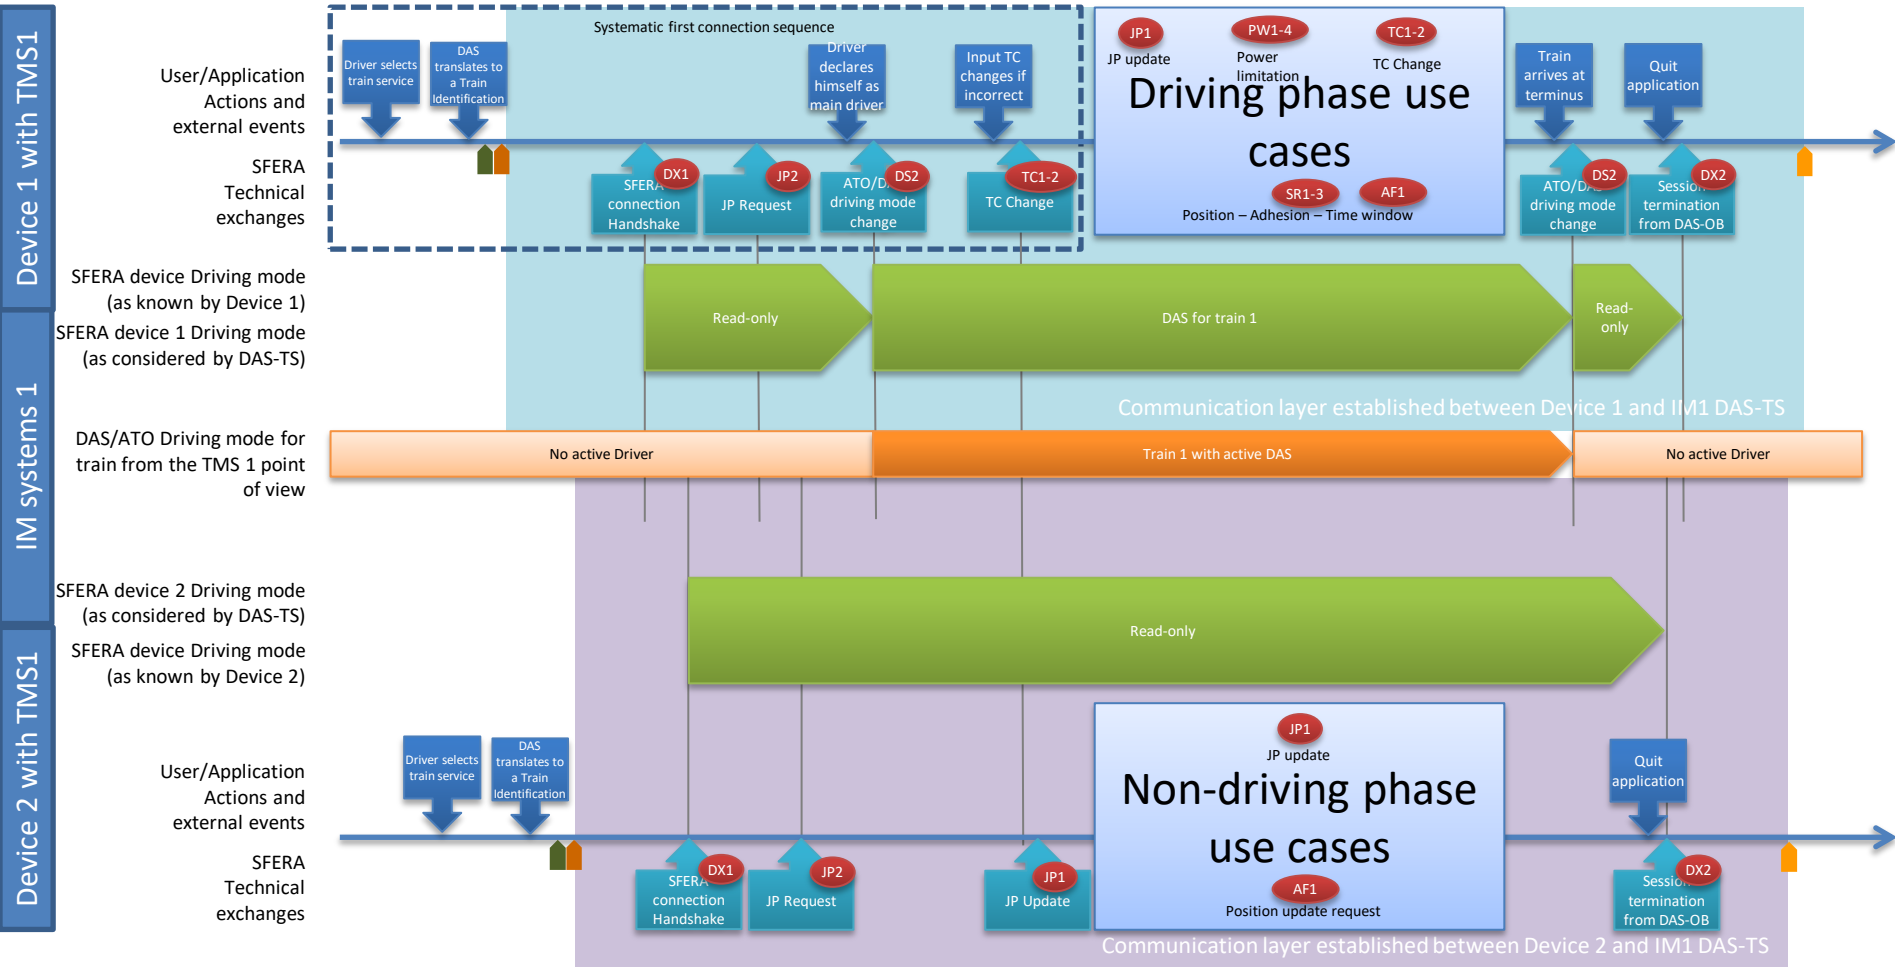 Device 1 with TMS1
IM systems 1
Device 2 with TMS1
Systematic first connection sequence
User/Application
Actions and
external events
SFERA
Technical
exchanges
Driver selects
train service
DAS
translates to
a Train
Identification
Driver
declares
himself as
main driver
Input TC
changes if
incorrect
JP1
JP update
PW1-4
Power
limitation
TC1-2
TC Change
Driving phase use
cases
SR1-3
AF1
Position – Adhesion – Time window
Train
arrives at
terminus
Quit
application
DX1
SFERA
connection
Handshake
JP2
JP Request
DS2
ATO/DAS
driving mode
change
TC1-2
TC Change
DS2
ATO/DAS
driving mode
change
DX2
Session
termination
from DAS-OB
SFERA device Driving mode
(as known by Device 1)
SFERA device 1 Driving mode
(as considered by DAS-TS)
Read-only
DAS for train 1
Read-
only
Communication layer established between Device 1 and IM1 DAS-TS
DAS/ATO Driving mode for
train from the TMS 1 point
of view
No active Driver
Train 1 with active DAS
No active Driver
SFERA device 2 Driving mode
(as considered by DAS-TS)
SFERA device Driving mode
(as known by Device 2)
Read-only
User/Application
Actions and
external events
SFERA
Technical
exchanges
Driver selects
train service
DAS
translates to
a Train
Identification
JP1
JP update
Non-driving phase
use cases
AF1
Position update request
Quit
application
DX1
SFERA
connection
Handshake
JP2
JP Request
JP1
JP Update
DX2
Session
termination
from DAS-OB
Communication layer established between Device 2 and IM1 DAS-TS